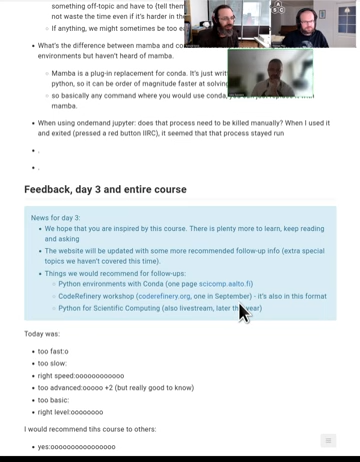 something off-topic and have to {tell them
not waste time even if it's harder in the
If anything, we might sometimes be too e
What's the difference between mamba and co
environments but haven't heard of mamba.
Mamba is a plug-in replacement for conda. It's just writ
python, so it can be order of magnitude faster at solvin
so basically any command where you would use conda,
mamba.
When using ondemand jupyter: does that process need to be killed manually? When I used it
and exited (pressed a red button IIRC), it seemed that that process stayed run
.
.
Feedback, day 3 and entire course
News for day 3:
We hope that you are inspired by this course. There is plenty more to learn, keep reading
and asking
The website will be updated with some more recommended follow-up info (extra special
topics we haven't covered this time).
Things we would recommend for follow-ups:
Python environments with Conda (one page scicomp.aalto.fi)
CodeRefinery workshop (coderefinery.org, one in September) - it's also in this format
Python for Scientific Computing (also livestream, later this year)
Today was:
too fast:o
too slow:
right speed:oooooooooooo
too advanced:ooooo +2 (but really good to know)
too basic:
right level:oooooooo
I would recommend tihs course to others:
yes:oooooooooooooooo